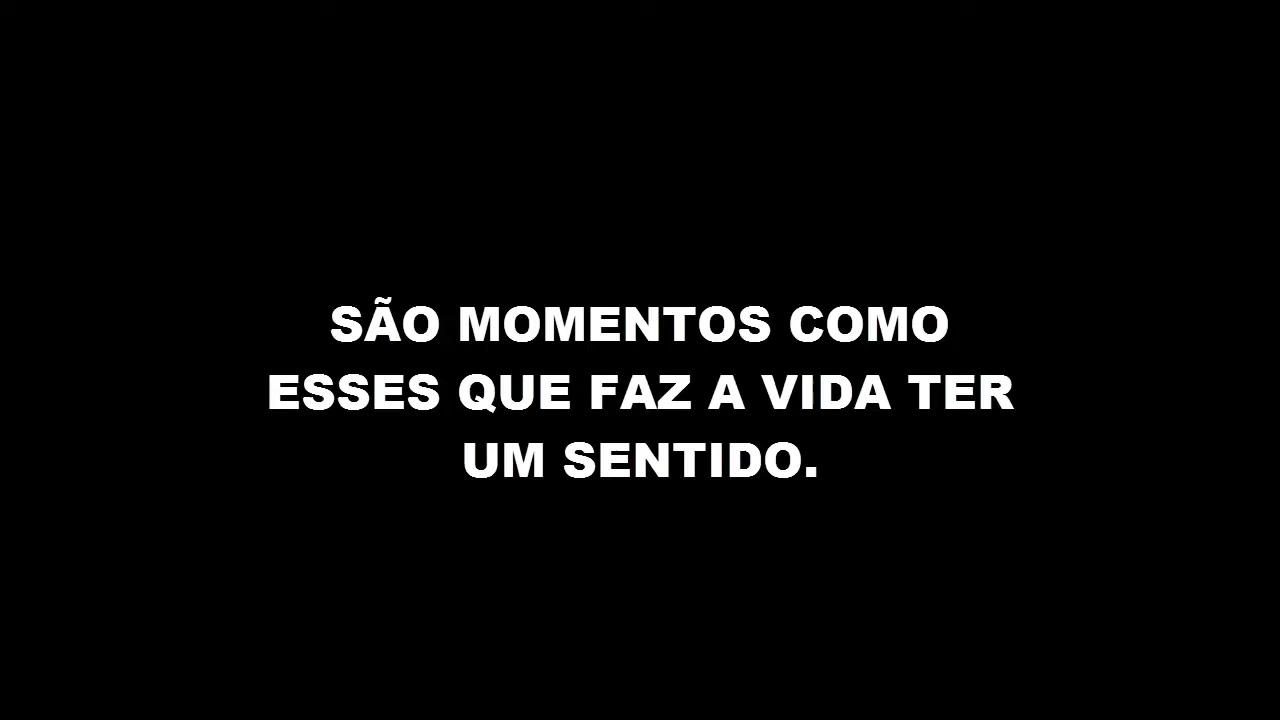 SÃO MOMENTOS COMO
ESSES QUE FAZ A VIDA TER
UM SENTIDO.